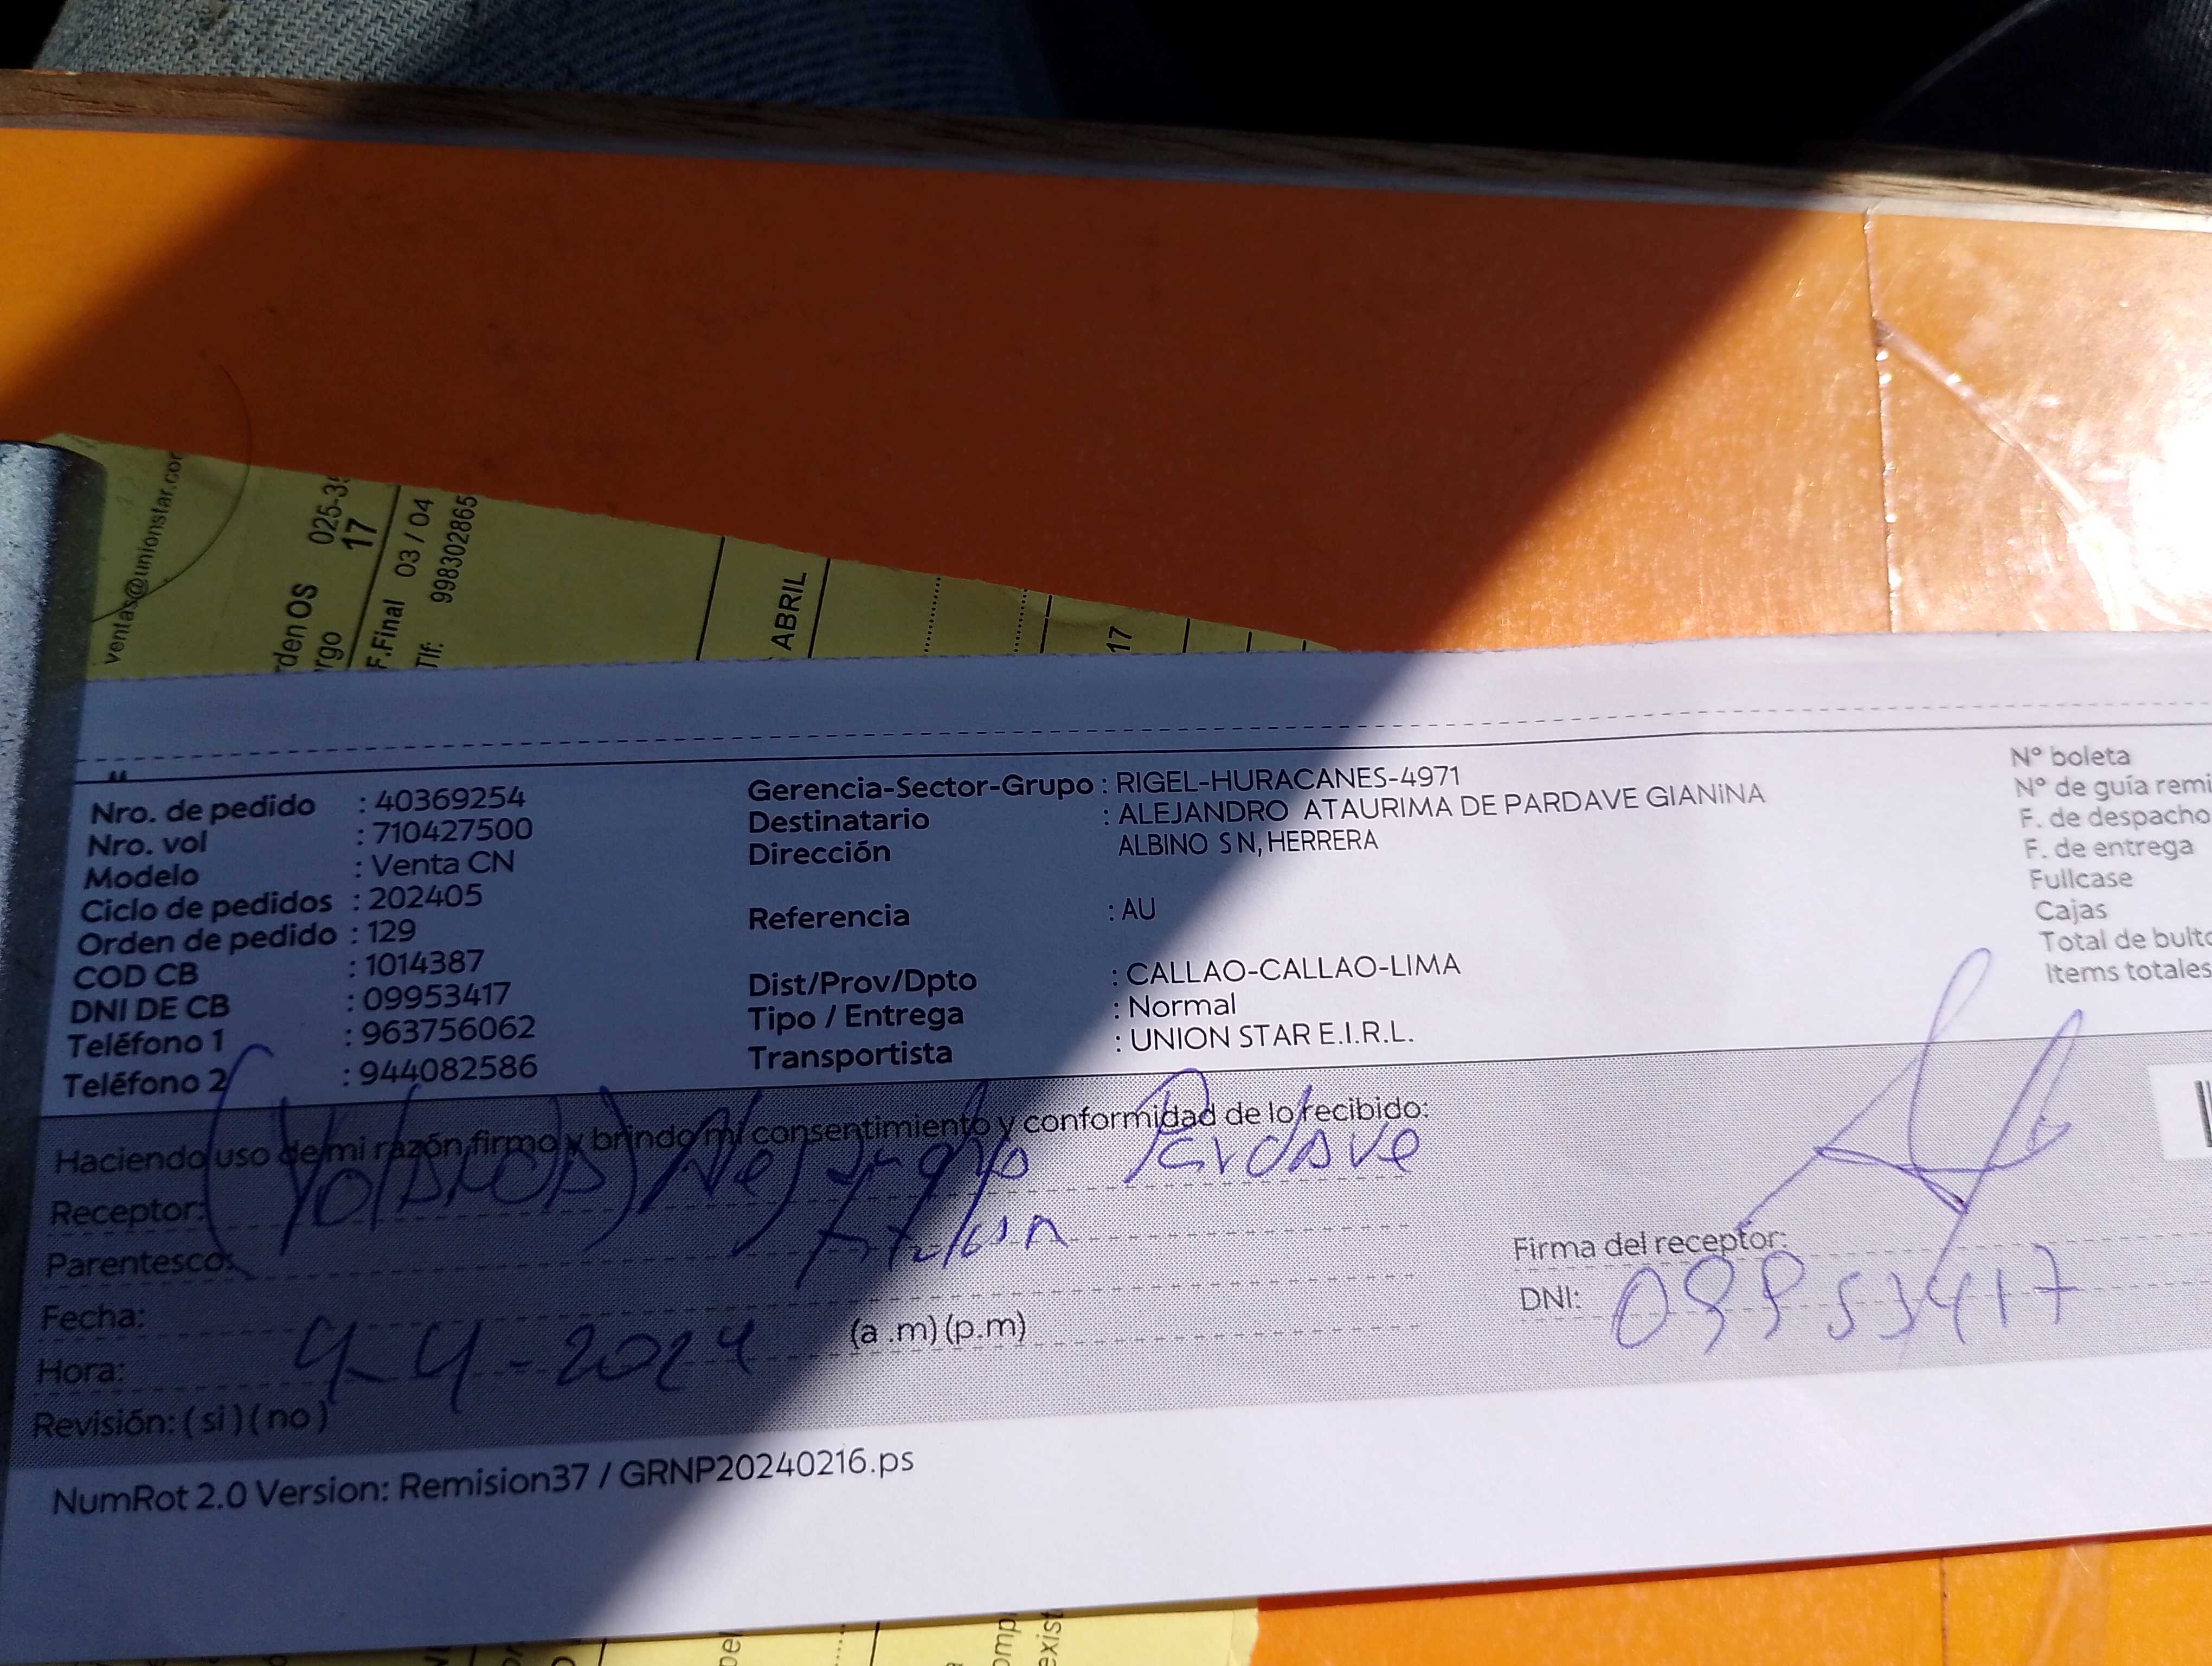 ventas@unionstar.cor
rden OS 025-35
rgo 17
F.Final 03 / 04
Tlf: 998302865
ABRIL
17
Nro. de pedido : 40369254
Nro. vol : 710427500
Modelo : Venta CN
Ciclo de pedidos : 202405
Orden de pedido : 129
COD CB : 1014387
DNI DE CB : 09953417
Teléfono 1 : 963756062
Teléfono 2 : 944082586
Gerencia-Sector-Grupo : RIGEL-HURACANES-4971
Destinatario : ALEJANDRO ATAURIMA DE PARDAVE GIANiNA
Dirección ALBINO S N, HERRERA
Referencia : AU
Dist/Prov/Dpto : CALLAO-CALLAO-LIMA
Tipo / Entrega : Normal
Transportista : UNION STAR E.I.R.L.
N° boleta
N° de guía remi
F. de despacho
F. de entrega
Fullcase
Cajas
Total de bulto
Items totales
Haciendo uso de mi razón, firmo y brindo mi consentimiento y conformidad de lo recibido:
Receptor: Pardave
Parentesco:
Fecha:
Hora: 4-4-2024 (a .m) (p.m)
Revisión: ( si ) ( no )
Firma del receptor:
DNI: 09953417
NumRot 2.0 Version: Remision37 / GRNP20240216.ps
omp
exist